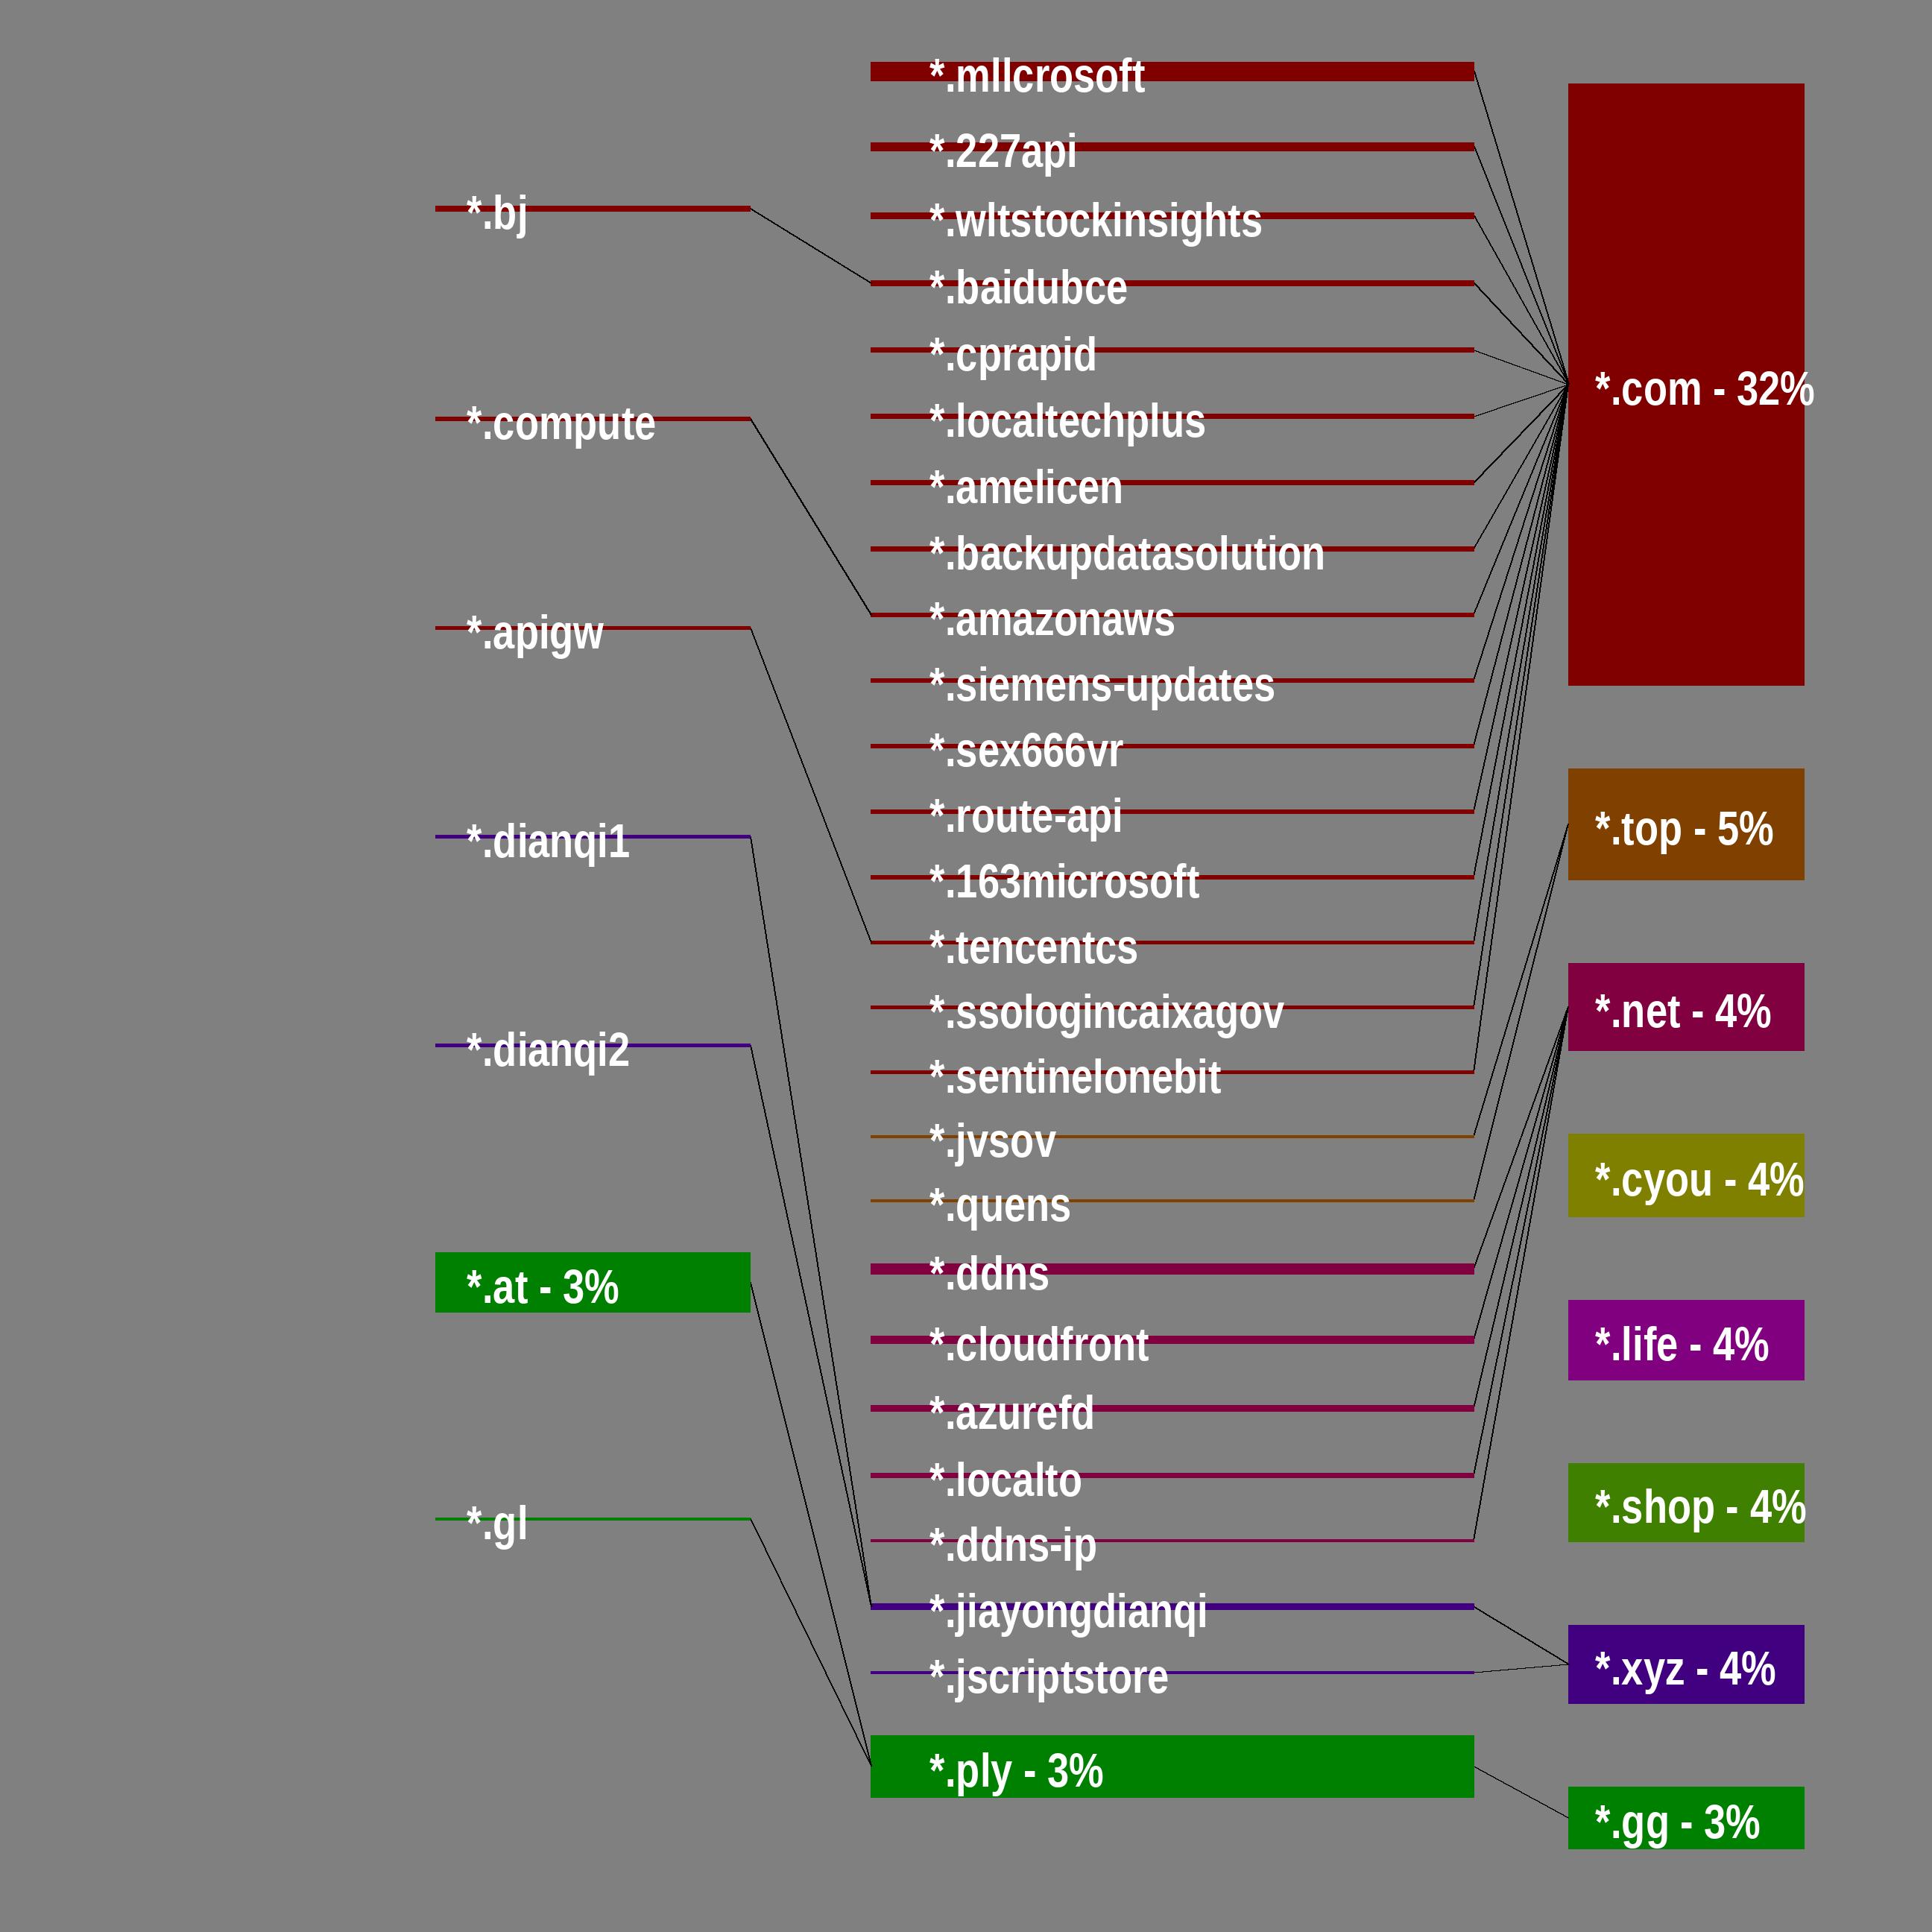 *.bj
*.compute
*.apigw
*.dianqi1
*.dianqi2
*.at - 3%
*.gl
*.mllcrosoft
*.227api
*.wltstockinsights
*.baidubce
*.cprapid
*.localtechplus
*.amelicen
*.backupdatasolution
*.amazonaws
*.siemens-updates
*.sex666vr
*.route-api
*.163microsoft
*.tencentcs
*.ssologincaixagov
*.sentinelonebit
*.jvsov
*.quens
*.ddns
*.cloudfront
*.azurefd
*.localto
*.ddns-ip
*.jiayongdianqi
*.jscriptstore
*.ply - 3%
*.com - 32%
*.top - 5%
*.net - 4%
*.cyou - 4%
*.life - 4%
*.shop - 4%
*.xyz - 4%
*.gg - 3%